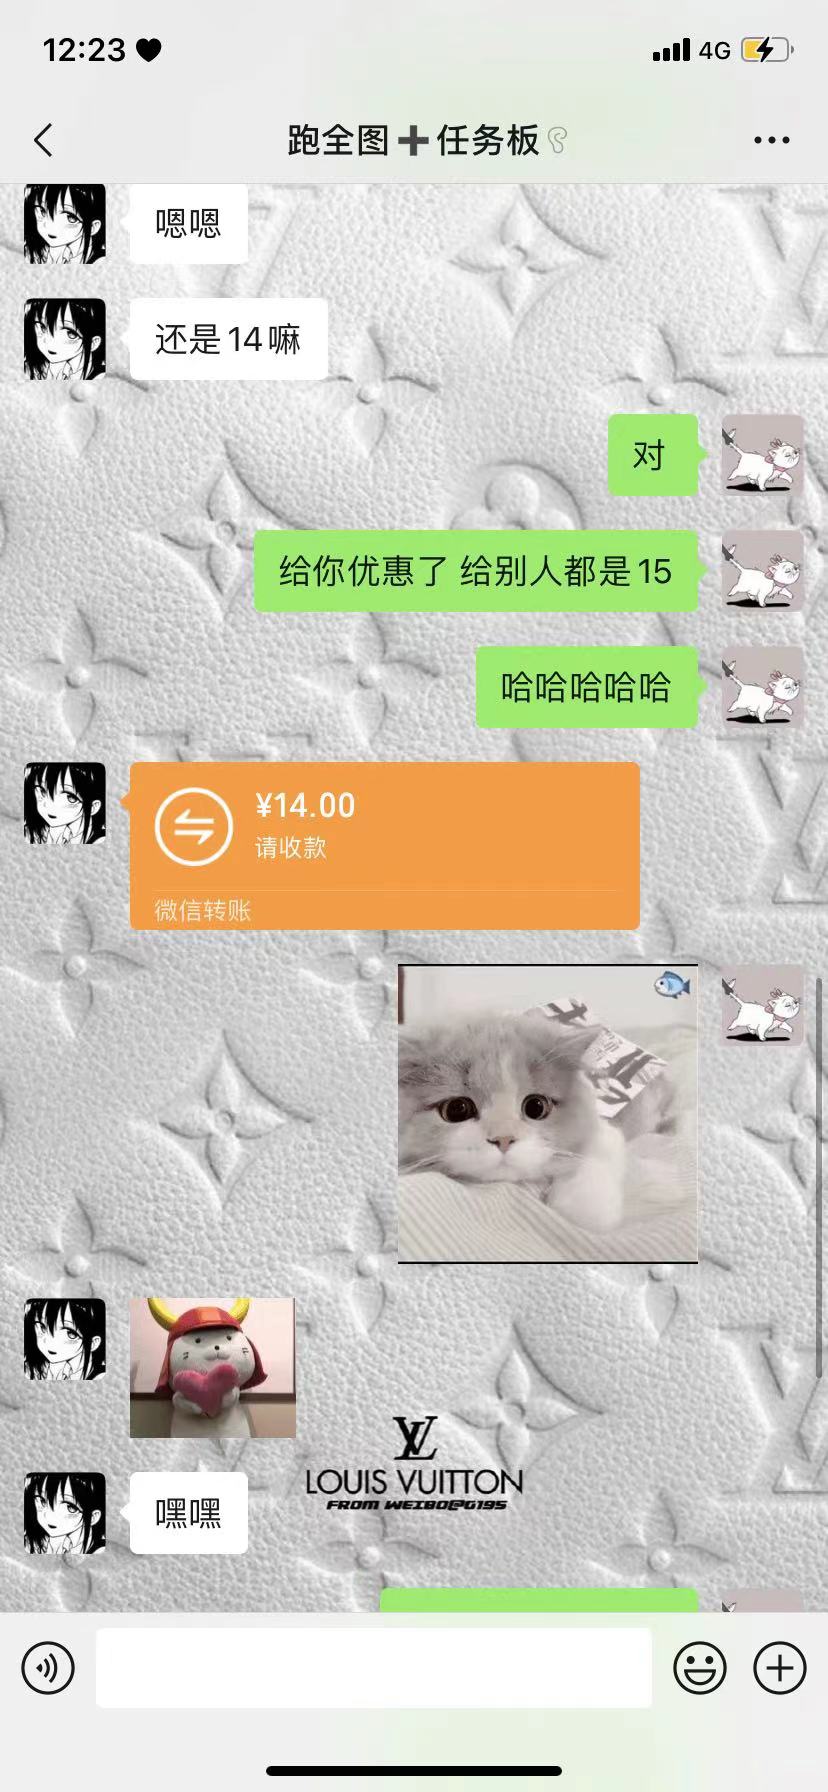 12:23
4G
跑全图➕任务板
嗯嗯
还是14嘛
对
给你优惠了 给别人都是15
哈哈哈哈哈
¥14.00
请收款
微信转账
LV
LOUIS VUITTON
FROM WEIBO@G195
嘿嘿